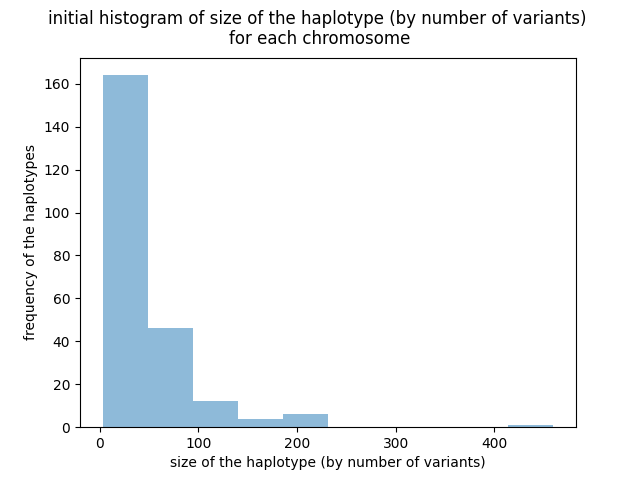 initial histogram of size of the haplotype (by number of variants)
for each chromosome
frequency of the haplotypes
160
140
120
100
80
60
40
20
0
0 100 200 300 400
size of the haplotype (by number of variants)